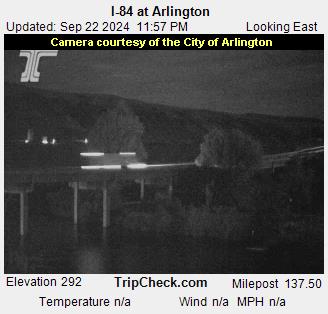 I-84 at Arlington
Updated: Sep 22 2024 11:57 PM Looking East
Camera courtesy of the City of Arlington
Elevation 292 TripCheck.com Milepost 137.50
Temperature n/a Wind n/a MPH n/a